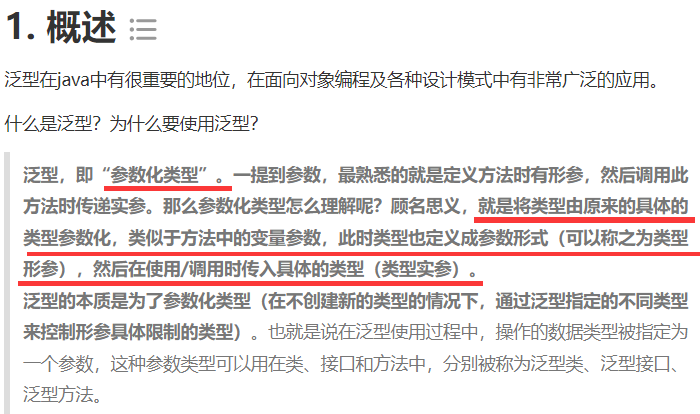 1. 概述
泛型在java中有很重要的地位，在面向对象编程及各种设计模式中有非常广泛的应用。
什么是泛型？为什么要使用泛型？
泛型，即“参数化类型”。一提到参数，最熟悉的就是定义方法时有形参，然后调用此
方法时传递实参。那么参数化类型怎么理解呢？顾名思义，就是将类型由原来的具体的
类型参数化，类似于方法中的变量参数，此时类型也定义成参数形式（可以称之为类型
形参），然后在使用/调用时传入具体的类型（类型实参）。
泛型的本质是为了参数化类型（在不创建新的类型的情况下，通过泛型指定的不同类型
来控制形参具体限制的类型）。也就是说在泛型使用过程中，操作的数据类型被指定为
一个参数，这种参数类型可以用在类、接口和方法中，分别被称为泛型类、泛型接口、
泛型方法。